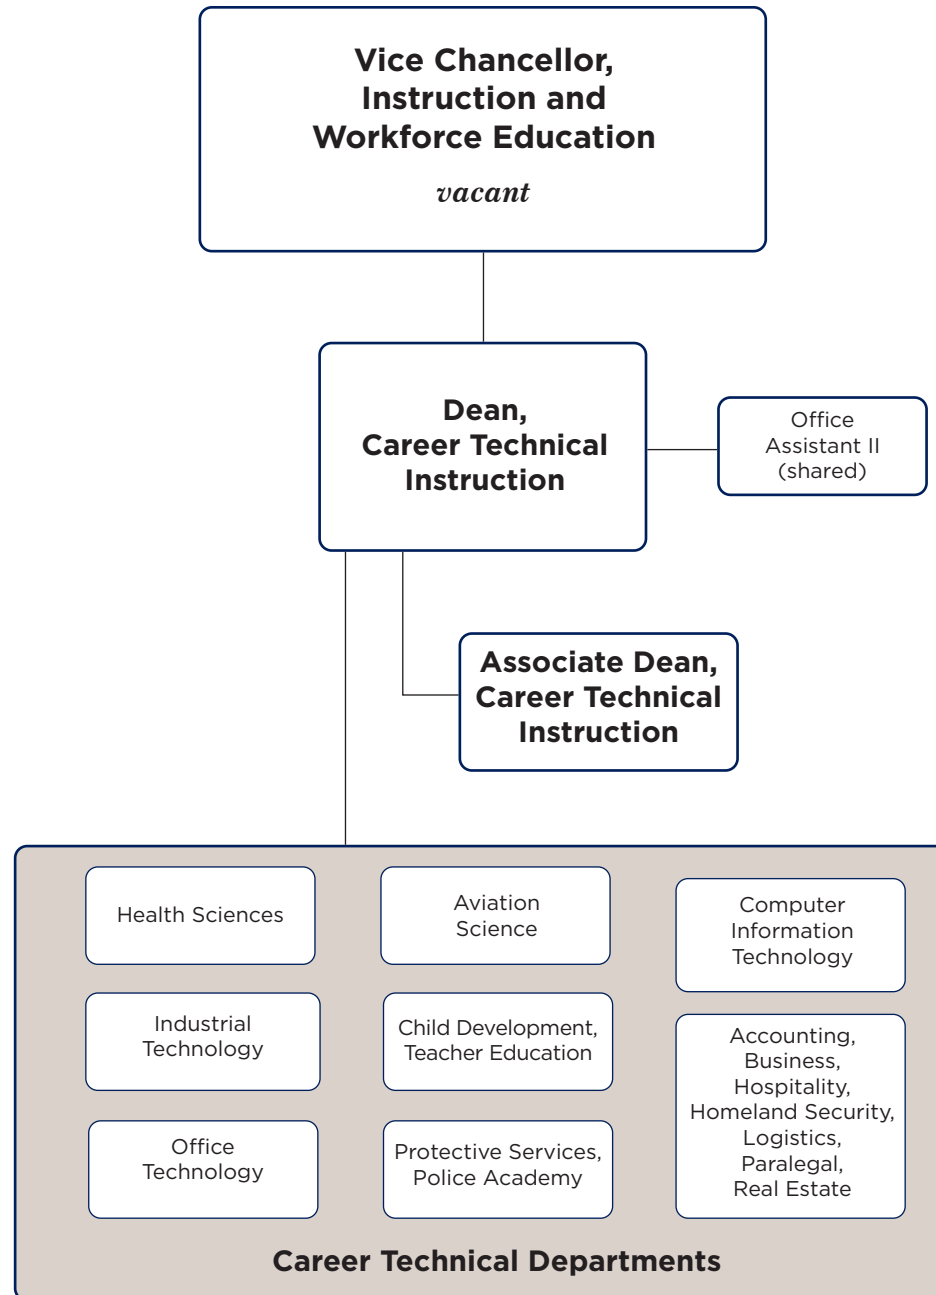 Vice Chancellor,
Instruction and
Workforce Education
vacant
Dean,
Career Technical
Instruction
Office
Assistant II
(shared)
Associate Dean,
Career Technical
Instruction
Health Sciences
Aviation
Science
Computer
Information
Technology
Industrial
Technology
Child Development,
Teacher Education
Accounting,
Business,
Hospitality,
Homeland Security,
Logistics,
Paralegal,
Real Estate
Office
Technology
Protective Services,
Police Academy
Career Technical Departments